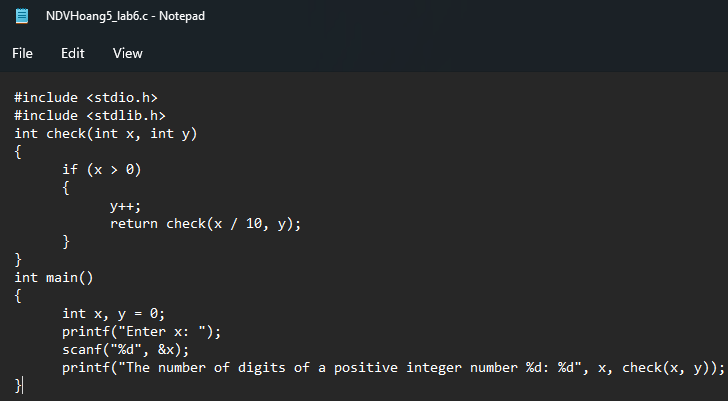 NDVHoang5_lab6.c - Notepad
File Edit View
#include <stdio.h>
#include <stdlib.h>
int check(int x, int y)
{
      if (x > 0)
      {
            y++;
            return check(x / 10, y);
      }
}
int main()
{
      int x, y = 0;
      printf("Enter x: ");
      scanf("%d", &x);
      printf("The number of digits of a positive integer number %d: %d", x, check(x, y));
}